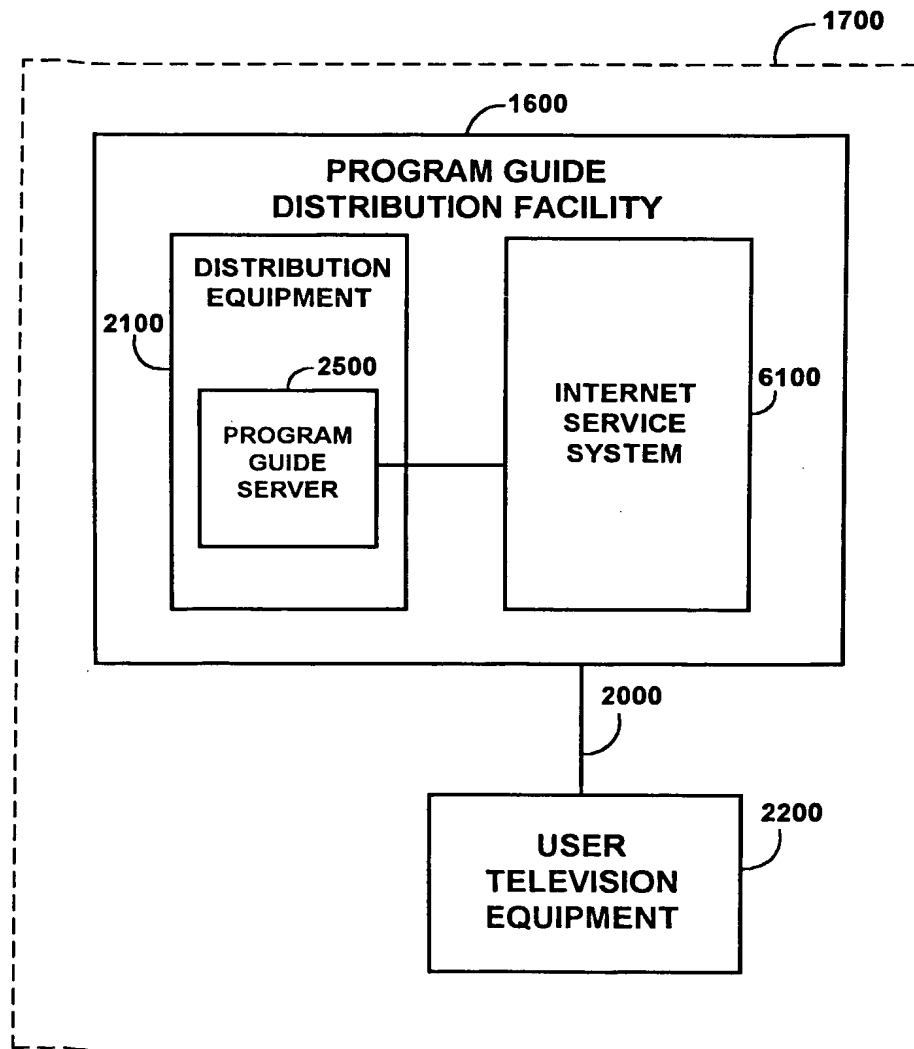 1700
1600
PROGRAM GUIDE
DISTRIBUTION FACILITY
DISTRIBUTION
EQUIPMENT
2100
2500
PROGRAM
GUIDE
SERVER
INTERNET
SERVICE
SYSTEM
6100
2000
USER
TELEVISION
EQUIPMENT
2200